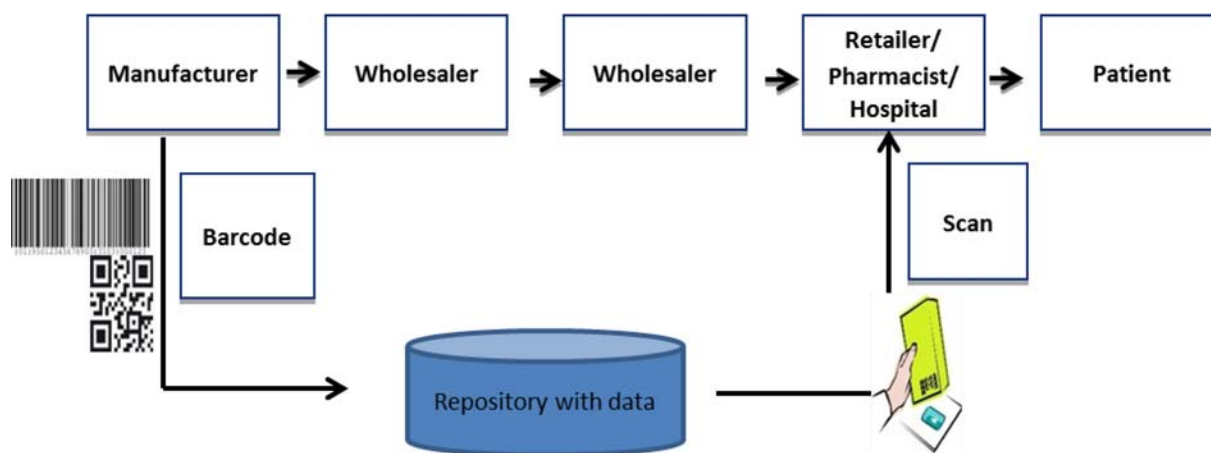 Manufacturer
Wholesaler
Wholesaler
Retailer/
Pharmacist/
Hospital
Patient
Barcode
Scan
Repository with data